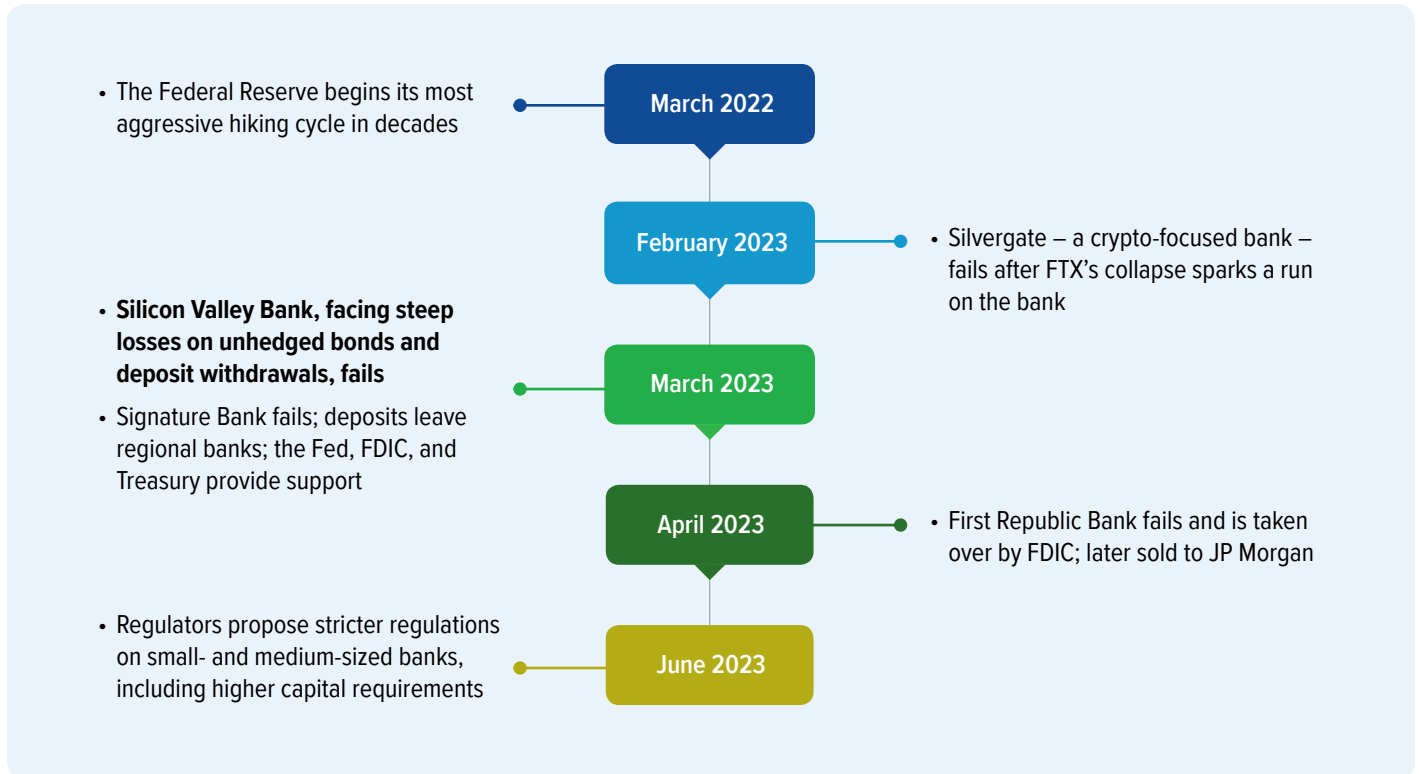 • The Federal Reserve begins its most
aggressive hiking cycle in decades
March 2022
February 2023
• Silvergate – a crypto-focused bank –
fails after FTX’s collapse sparks a run
on the bank
• Silicon Valley Bank, facing steep
losses on unhedged bonds and
deposit withdrawals, fails
• Signature Bank fails; deposits leave
regional banks; the Fed, FDIC, and
Treasury provide support
March 2023
April 2023
• First Republic Bank fails and is taken
over by FDIC; later sold to JP Morgan
• Regulators propose stricter regulations
on small- and medium-sized banks,
including higher capital requirements
June 2023